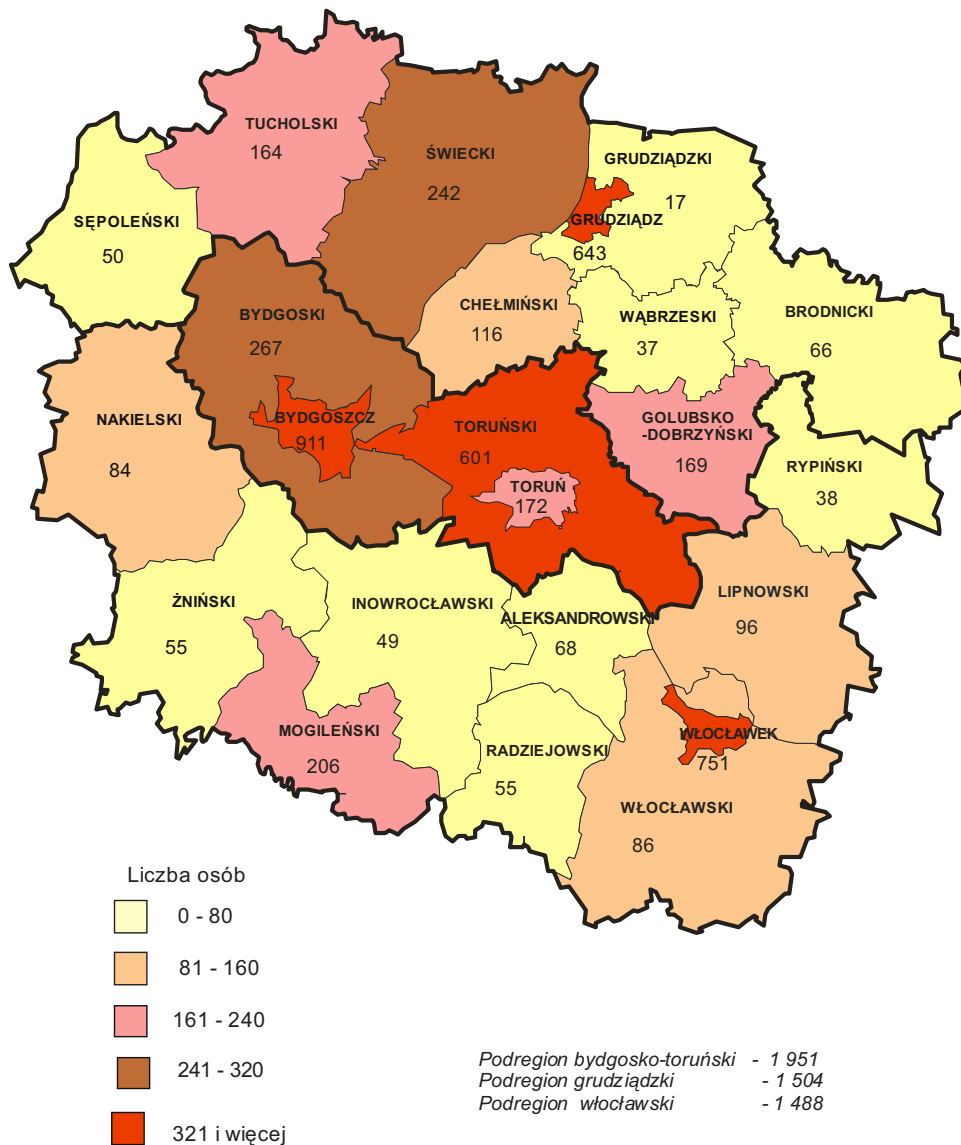 TUCHOLSKI
164
ŚWIECKI
242
GRUDZIĄDZKI
17
GRUDZIĄDZ
643
SĘPOLEŃSKI
50
BYDGOSKI
267
CHEŁMIŃSKI
116
WĄBRZESKI
37
BRODNICKI
66
NAKIELSKI
84
BYDGOSZCZ
911
TORUŃSKI
601
TORUŃ
172
GOLUBSKO
-DOBRZYŃSKI
169
RYPIŃSKI
38
ŻNIŃSKI
55
INOWROCŁAWSKI
49
ALEKSANDROWSKI
68
LIPNOWSKI
96
MOGILEŃSKI
206
RADZIEJOWSKI
55
WŁOCŁAWEK
751
WŁOCŁAWSKI
86
Liczba osób
0 - 80
81 - 160
161 - 240
241 - 320
321 i więcej
Podregion bydgosko-toruński - 1 951
Podregion grudziądzki - 1 504
Podregion włocławski - 1 488